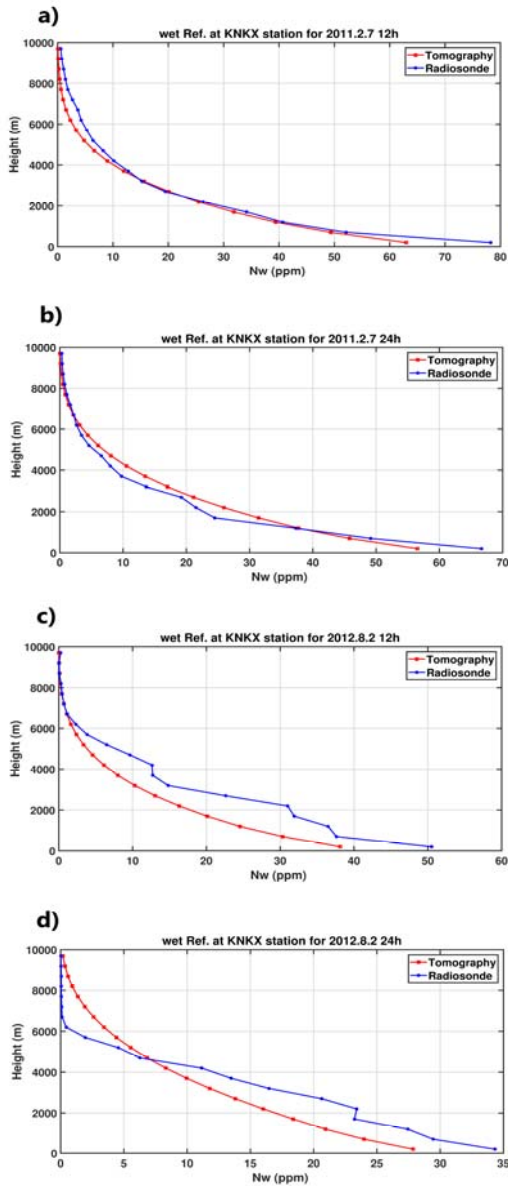 a)
wet Ref. at KNKX station for 2011.2.7 12h
10000
8000
6000
4000
2000
0
Height (m)
Tomography
Radiosonde
0 10 20 30 40 50 60 70 80
Nw (ppm)
b)
wet Ref. at KNKX station for 2011.2.7 24h
10000
8000
6000
4000
2000
0
Height (m)
Tomography
Radiosonde
0 10 20 30 40 50 60 70
Nw (ppm)
c)
wet Ref. at KNKX station for 2012.8.2 12h
10000
8000
6000
4000
2000
0
Height (m)
Tomography
Radiosonde
0 10 20 30 40 50 60
Nw (ppm)
d)
wet Ref. at KNKX station for 2012.8.2 24h
10000
8000
6000
4000
2000
0
Height (m)
Tomography
Radiosonde
0 5 10 15 20 25 30 35
Nw (ppm)